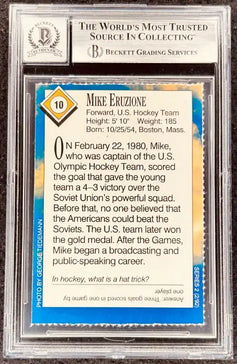 THE WORLD'S MOST TRUSTED
SOURCE IN COLLECTING™
BECKETT GRADING SERVICES
10
MIKE ERUZIONE
Forward, U.S. Hockey Team
Height: 5' 10" Weight: 185
Born: 10/25/54, Boston, Mass.
ON February 22, 1980, Mike,
who was captain of the U.S.
Olympic Hockey Team, scored
the goal that gave the young
team a 4–3 victory over the
Soviet Union's powerful squad.
Before that, no one believed that
the Americans could beat the
Soviets. The U.S. team later won
the gold medal. After the Games,
Mike began a broadcasting and
public-speaking career.
In hockey, what is a hat trick?
Answer: Three goals scored in one game by
one player
PHOTO BY GEORGE TIEDEMANN
SERIES 2